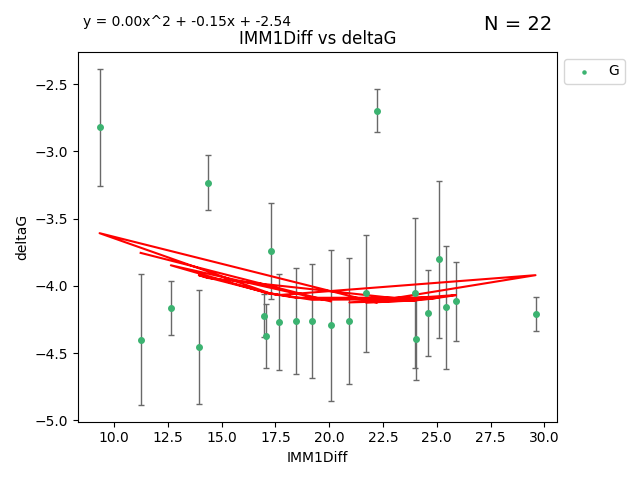 y = 0.00x^2 + -0.15x + -2.54
N = 22
IMM1Diff vs deltaG
G
−2.5
−3.0
−3.5
−4.0
−4.5
−5.0
deltaG
10.0 12.5 15.0 17.5 20.0 22.5 25.0 27.5 30.0
IMM1Diff